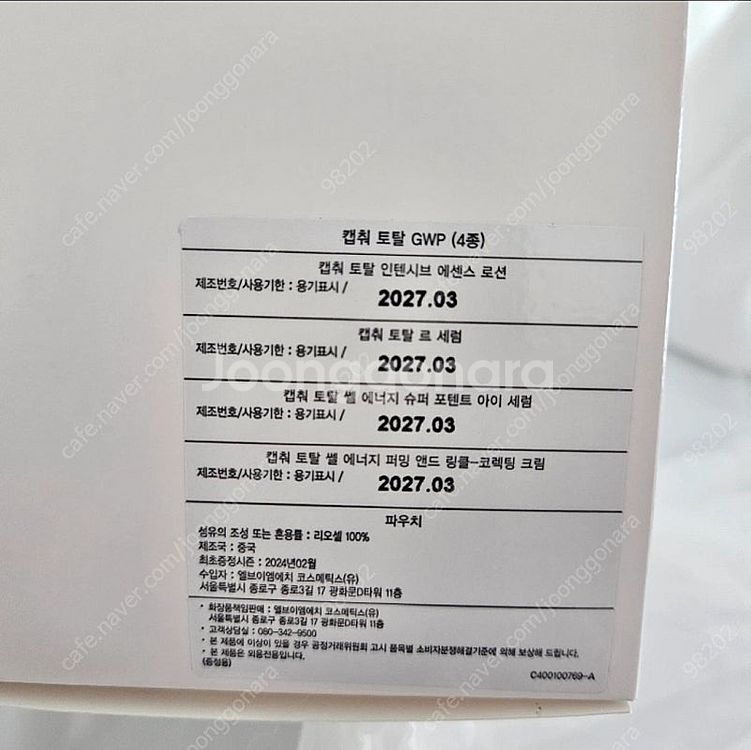 캡춰 토탈 GWP (4종)
캡춰 토탈 인텐시브 에센스 로션
제조번호/사용기한 : 용기표시 /
2027.03
캡춰 토탈 르 세럼
제조번호/사용기한 : 용기표시 /
2027.03
캡춰 토탈 쎌 에너지 슈퍼 포텐트 아이 세럼
제조번호/사용기한 : 용기표시 /
2027.03
캡춰 토탈 쎌 에너지 퍼밍 앤드 링클-코렉팅 크림
제조번호/사용기한 : 용기표시 /
2027.03
파우치
섬유의 조성 또는 혼용률 : 리오셀 100%
제조국 : 중국
최초증정시즌 : 2024년02월
수입자 : 엘브이엠에치 코스메틱스(유)
서울특별시 종로구 종로3길 17 광화문D타워 11층
• 화장품책임판매 : 엘브이엠에치 코스메틱스(유)
서울특별시 종로구 종로3길 17 광화문D타워 11층
• 고객상담실 : 080-342-9500
• 본 제품에 이상이 있을 경우 공정거래위원회 고시 품목별 소비자분쟁해결기준에 의해 보상해 드립니다.
• 본 제품은 외용전용입니다.
(증정용)
C400100769-A
Joonggonara
cafe.naver.com/joonggonara
98202